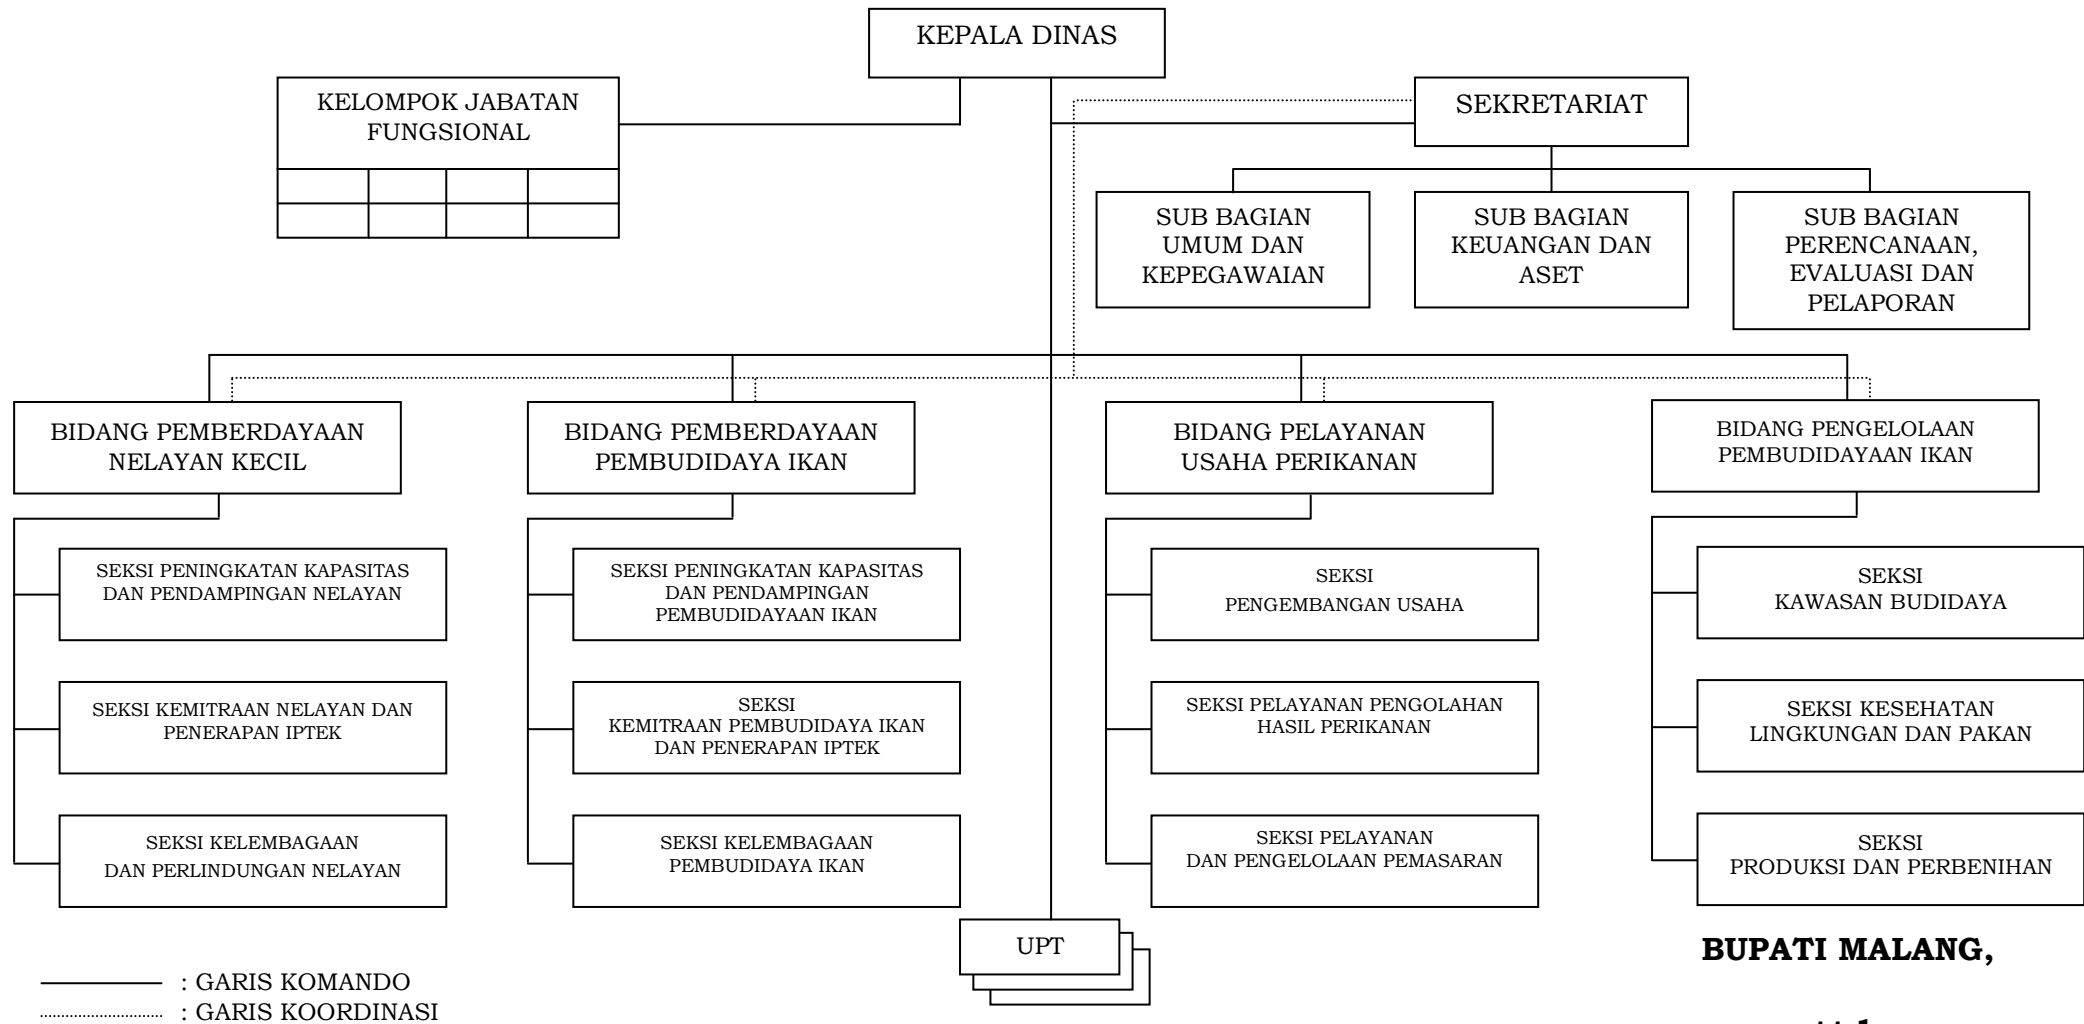 KEPALA DINAS
KELOMPOK JABATAN
FUNGSIONAL
SEKRETARIAT
SUB BAGIAN
UMUM DAN
KEPEGAWAIAN
SUB BAGIAN
KEUANGAN DAN
ASET
SUB BAGIAN
PERENCANAAN,
EVALUASI DAN
PELAPORAN
BIDANG PEMBERDAYAAN
NELAYAN KECIL
BIDANG PEMBERDAYAAN
PEMBUDIDAYA IKAN
BIDANG PELAYANAN
USAHA PERIKANAN
BIDANG PENGELOLAAN
PEMBUDIDAYAAN IKAN
SEKSI PENINGKATAN KAPASITAS
DAN PENDAMPINGAN NELAYAN
SEKSI PENINGKATAN KAPASITAS
DAN PENDAMPINGAN
PEMBUDIDAYAAN IKAN
SEKSI
PENGEMBANGAN USAHA
SEKSI
KAWASAN BUDIDAYA
SEKSI KEMITRAAN NELAYAN DAN
PENERAPAN IPTEK
SEKSI
KEMITRAAN PEMBUDIDAYA IKAN
DAN PENERAPAN IPTEK
SEKSI PELAYANAN PENGOLAHAN
HASIL PERIKANAN
SEKSI KESEHATAN
LINGKUNGAN DAN PAKAN
SEKSI KELEMBAGAAN
DAN PERLINDUNGAN NELAYAN
SEKSI KELEMBAGAAN
PEMBUDIDAYA IKAN
SEKSI PELAYANAN
DAN PENGELOLAAN PEMASARAN
SEKSI
PRODUKSI DAN PERBENIHAN
UPT
BUPATI MALANG,
: GARIS KOMANDO
: GARIS KOORDINASI